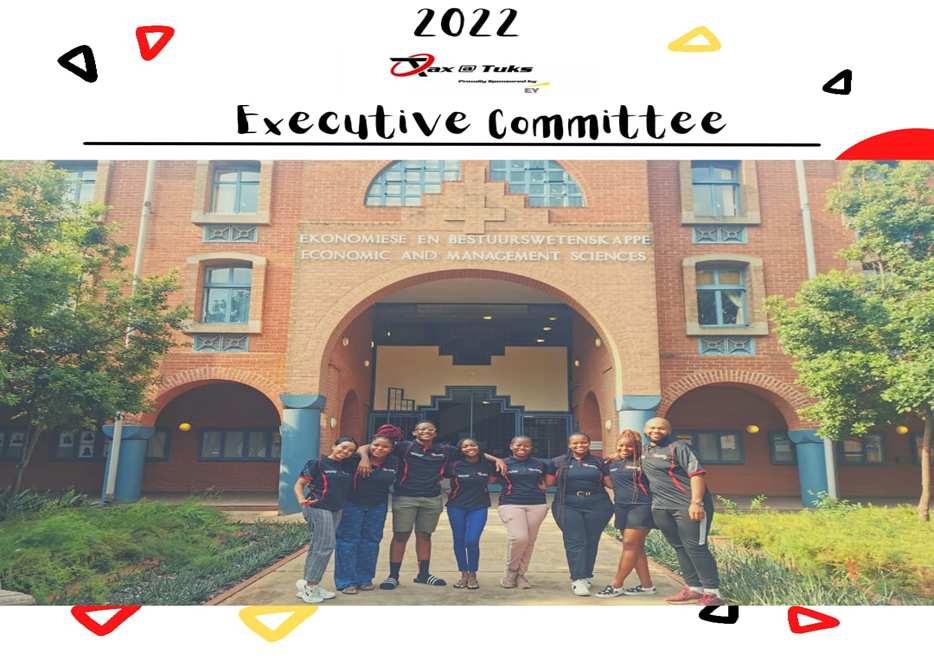 2022
Tax @ Tuks
Proudly Sponsored by
EY
Executive Committee
EKONOMIESE EN BESTUURSWETENSKAPPE
ECONOMIC AND MANAGEMENT SCIENCES